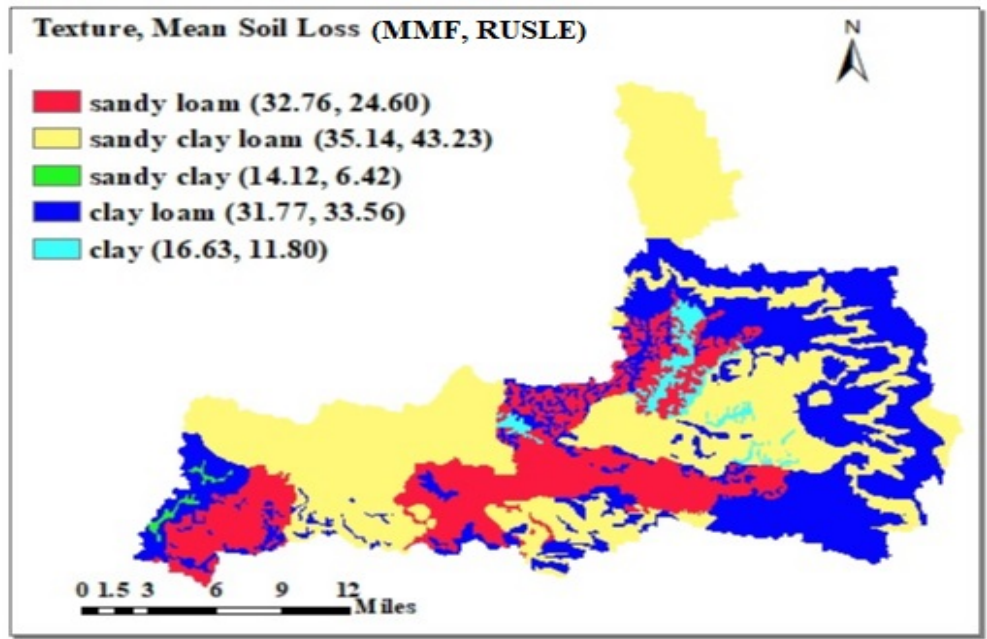 Texture, Mean Soil Loss (MMF, RUSLE)
N
sandy loam (32.76, 24.60)
sandy clay loam (35.14, 43.23)
sandy clay (14.12, 6.42)
clay loam (31.77, 33.56)
clay (16.63, 11.80)
0 1.5 3 6 9 12
Miles